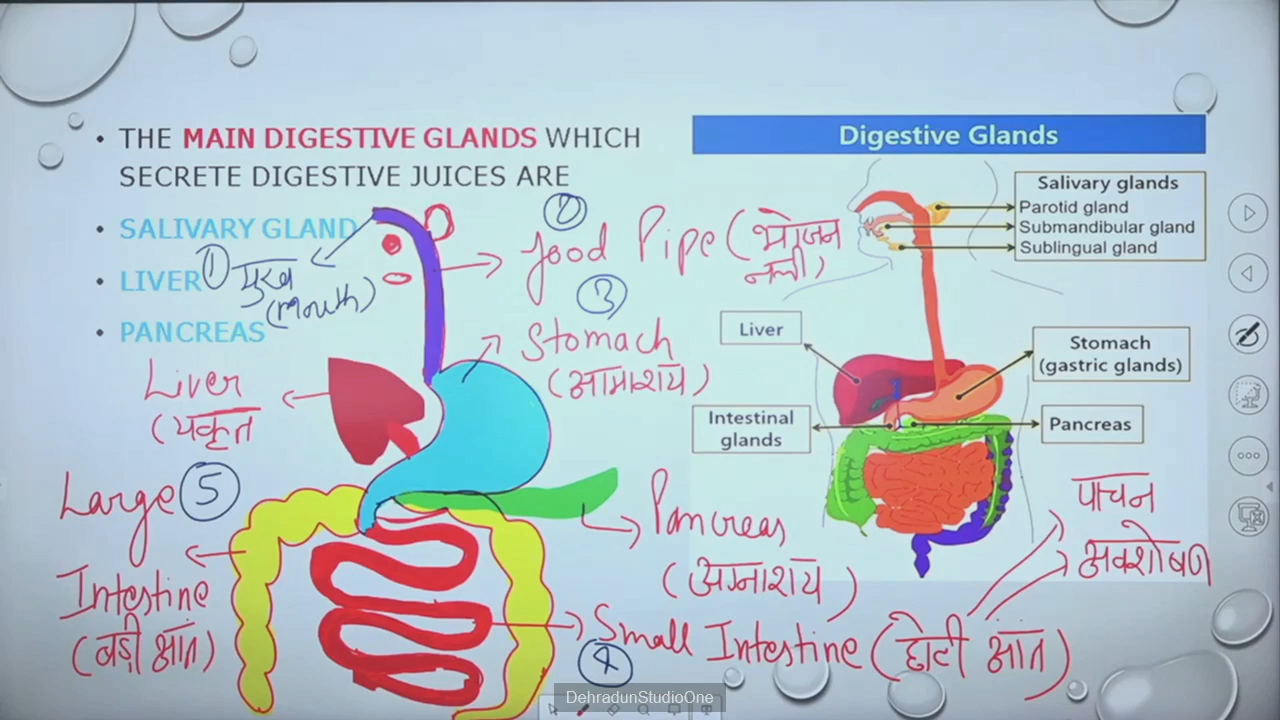 • THE MAIN DIGESTIVE GLANDS WHICH
SECRETE DIGESTIVE JUICES ARE
• SALIVARY GLAND
• LIVER
• PANCREAS
① मुख
(Mouth)
②
food Pipe (भोजन
नली)
③
Stomach
(आमाशय)
Liver
(यकृत
Large ⑤
Intestine
(बड़ी आंत)
Pancreas
(अग्नाशय)
Small Intestine (छोटी आंत)
④
पाचन
अवशोषण
Digestive Glands
Salivary glands
Parotid gland
Submandibular gland
Sublingual gland
Liver
Stomach
(gastric glands)
Intestinal
glands
Pancreas
DehradunStudioOne